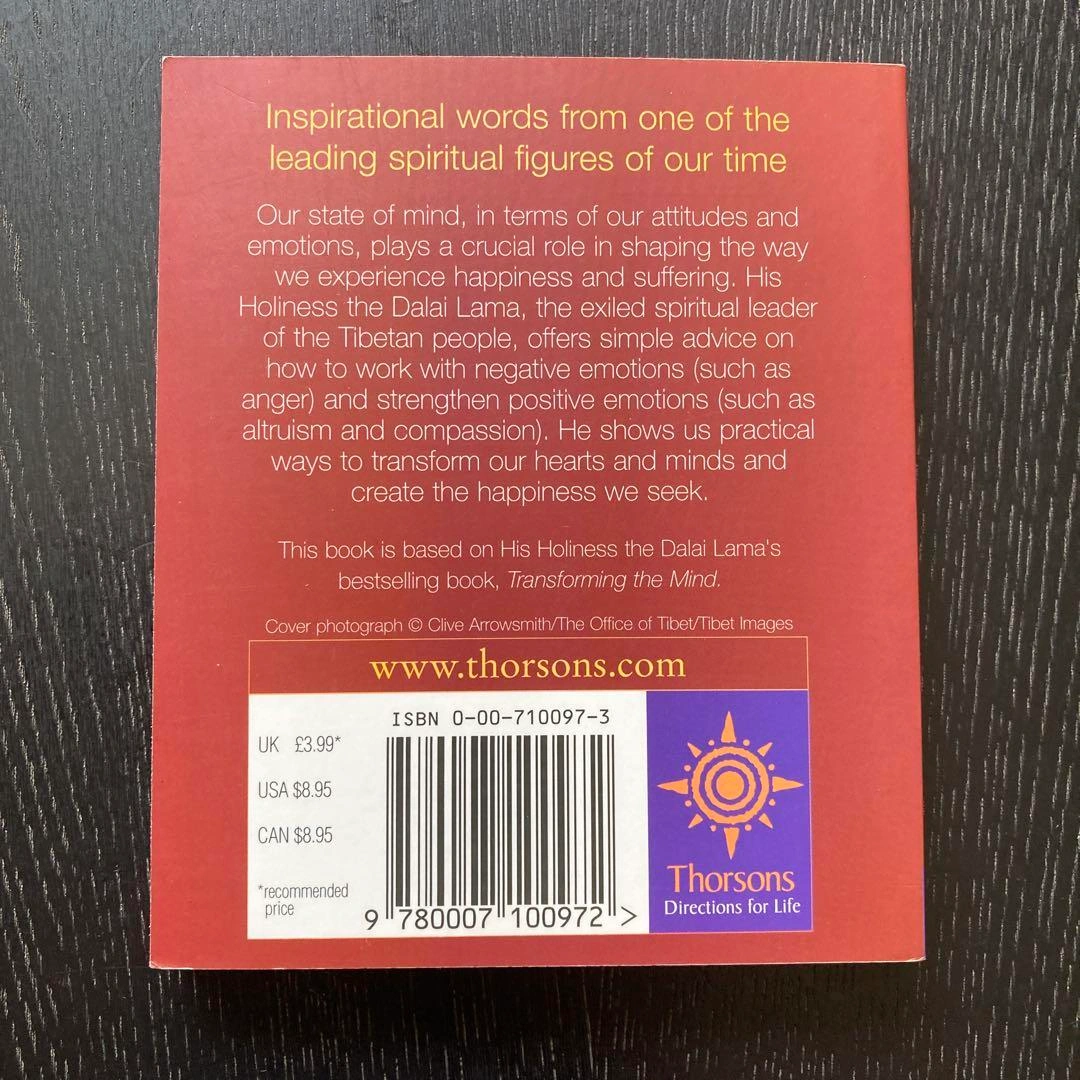 Inspirational words from one of the
leading spiritual figures of our time
Our state of mind, in terms of our attitudes and
emotions, plays a crucial role in shaping the way
we experience happiness and suffering. His
Holiness the Dalai Lama, the exiled spiritual leader
of the Tibetan people, offers simple advice on
how to work with negative emotions (such as
anger) and strengthen positive emotions (such as
altruism and compassion). He shows us practical
ways to transform our hearts and minds and
create the happiness we seek.
This book is based on His Holiness the Dalai Lama's
bestselling book, Transforming the Mind.
Cover photograph © Clive Arrowsmith/The Office of Tibet/Tibet Images
www.thorsons.com
ISBN 0-00-710097-3
UK £3.99*
USA $8.95
CAN $8.95
*recommended
price
9 780007 100972 >
Thorsons
Directions for Life